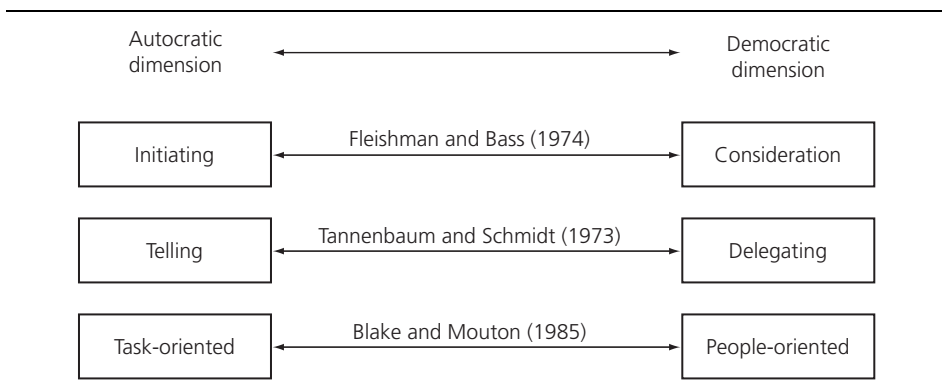 Autocratic
dimension
Democratic
dimension
Initiating
Fleishman and Bass (1974)
Consideration
Telling
Tannenbaum and Schmidt (1973)
Delegating
Task-oriented
Blake and Mouton (1985)
People-oriented